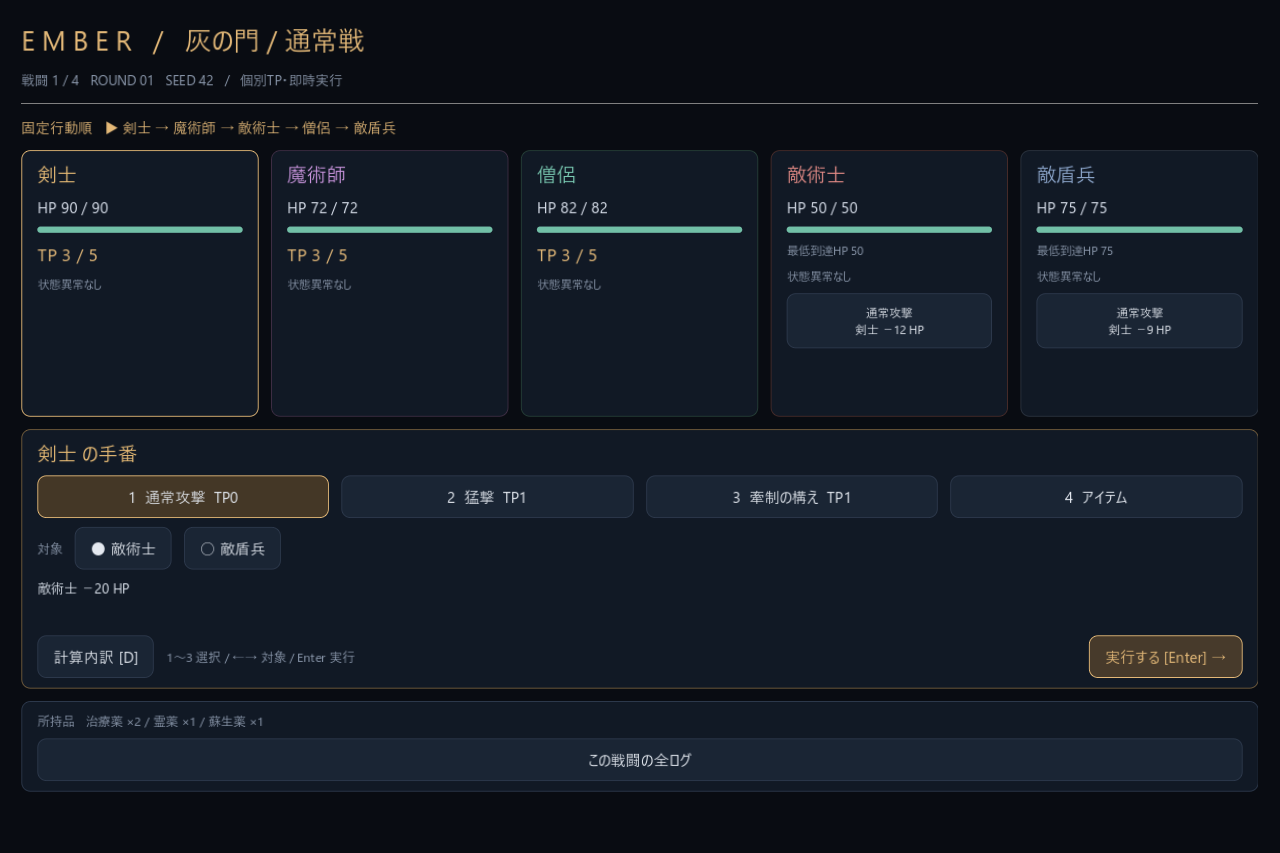 EMBER / 灰の門 / 通常戦
戦闘 1 / 4 ROUND 01 SEED 42 / 個別TP・即時実行
固定行動順 ▶ 剣士 → 魔術師 → 敵術士 → 僧侶 → 敵盾兵
剣士
HP 90 / 90
TP 3 / 5
状態異常なし
魔術師
HP 72 / 72
TP 3 / 5
状態異常なし
僧侶
HP 82 / 82
TP 3 / 5
状態異常なし
敵術士
HP 50 / 50
最低到達HP 50
状態異常なし
通常攻撃
剣士 −12 HP
敵盾兵
HP 75 / 75
最低到達HP 75
状態異常なし
通常攻撃
剣士 −9 HP
剣士 の手番
1 通常攻撃 TP0
2 猛撃 TP1
3 牽制の構え TP1
4 アイテム
対象 ● 敵術士 ○ 敵盾兵
敵術士 −20 HP
計算内訳 [D] 1〜3 選択 / ←→ 対象 / Enter 実行
実行する [Enter] →
所持品 治療薬 ×2 / 霊薬 ×1 / 蘇生薬 ×1
この戦闘の全ログ